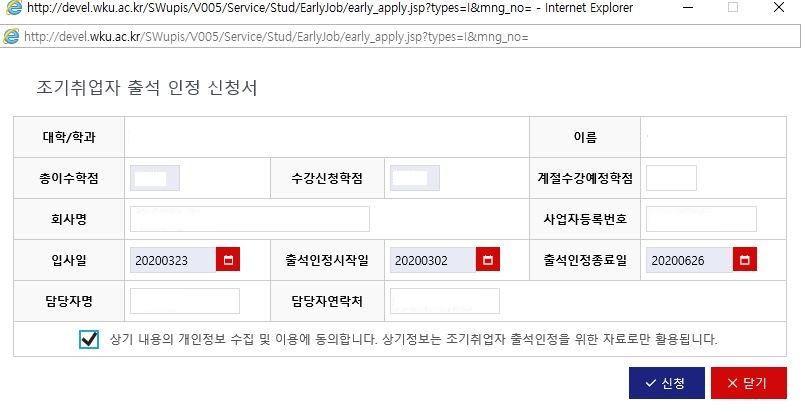 http://devel.wku.ac.kr/SWupis/V005/Service/Stud/EarlyJob/early_apply.jsp?types=I&mng_no= - Internet Explorer
http://devel.wku.ac.kr/SWupis/V005/Service/Stud/EarlyJob/early_apply.jsp?types=I&mng_no=
조기취업자 출석 인정 신청서
대학/학과 이름
총이수학점 수강신청학점 계절수강예정학점
회사명 사업자등록번호
입사일 20200323 출석인정시작일 20200302 출석인정종료일 20200626
담당자명 담당자연락처
상기 내용의 개인정보 수집 및 이용에 동의합니다. 상기정보는 조기취업자 출석인정을 위한 자료로만 활용됩니다.
신청 닫기